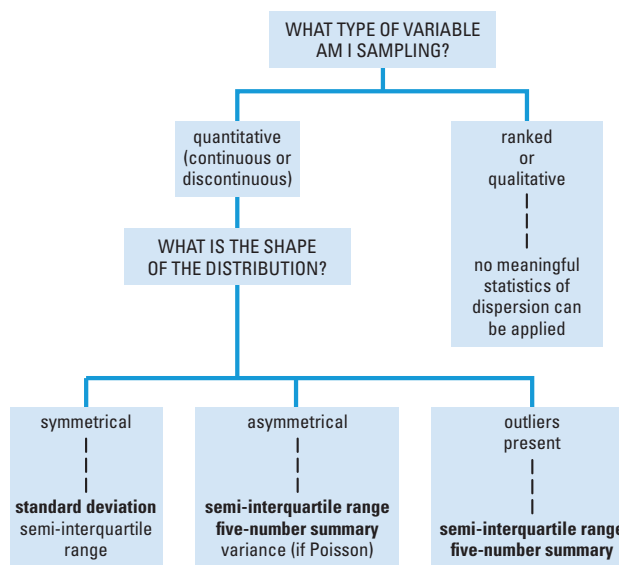 WHAT TYPE OF VARIABLE
AM I SAMPLING?
quantitative
(continuous or
discontinuous)
ranked
or
qualitative
no meaningful
statistics of
dispersion can
be applied
WHAT IS THE SHAPE
OF THE DISTRIBUTION?
symmetrical
standard deviation
semi-interquartile
range
asymmetrical
semi-interquartile range
five-number summary
variance (if Poisson)
outliers
present
semi-interquartile range
five-number summary